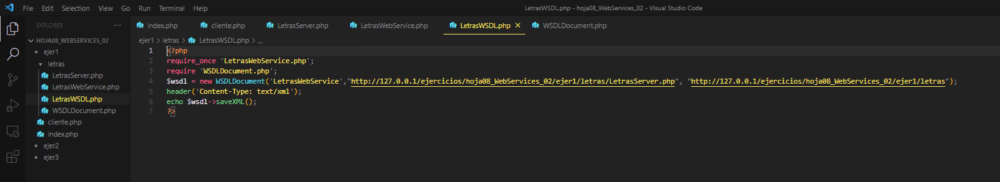 File Edit Selection View Go Run Terminal Help
LetrasWSDL.php - hoja08_WebServices_02 - Visual Studio Code
EXPLORER ···
HOJA08_WEBSERVICES_02
ejer1
letras
LetrasServer.php
LetrasWebService.php
LetrasWSDL.php
WSDLDocument.php
cliente.php
index.php
ejer2
ejer3
index.php cliente.php LetrasServer.php LetrasWebService.php LetrasWSDL.php WSDLDocument.php
ejer1 > letras > LetrasWSDL.php > ...
1 <?php
2 require_once 'LetrasWebService.php';
3 require 'WSDLDocument.php';
4 $wsdl = new WSDLDocument('LetrasWebService',"http://127.0.0.1/ejercicios/hoja08_WebServices_02/ejer1/letras/LetrasServer.php", "http://127.0.0.1/ejercicios/hoja08_WebServices_02/ejer1/letras");
5 header('Content-Type: text/xml');
6 echo $wsdl->saveXML();
7 ?>